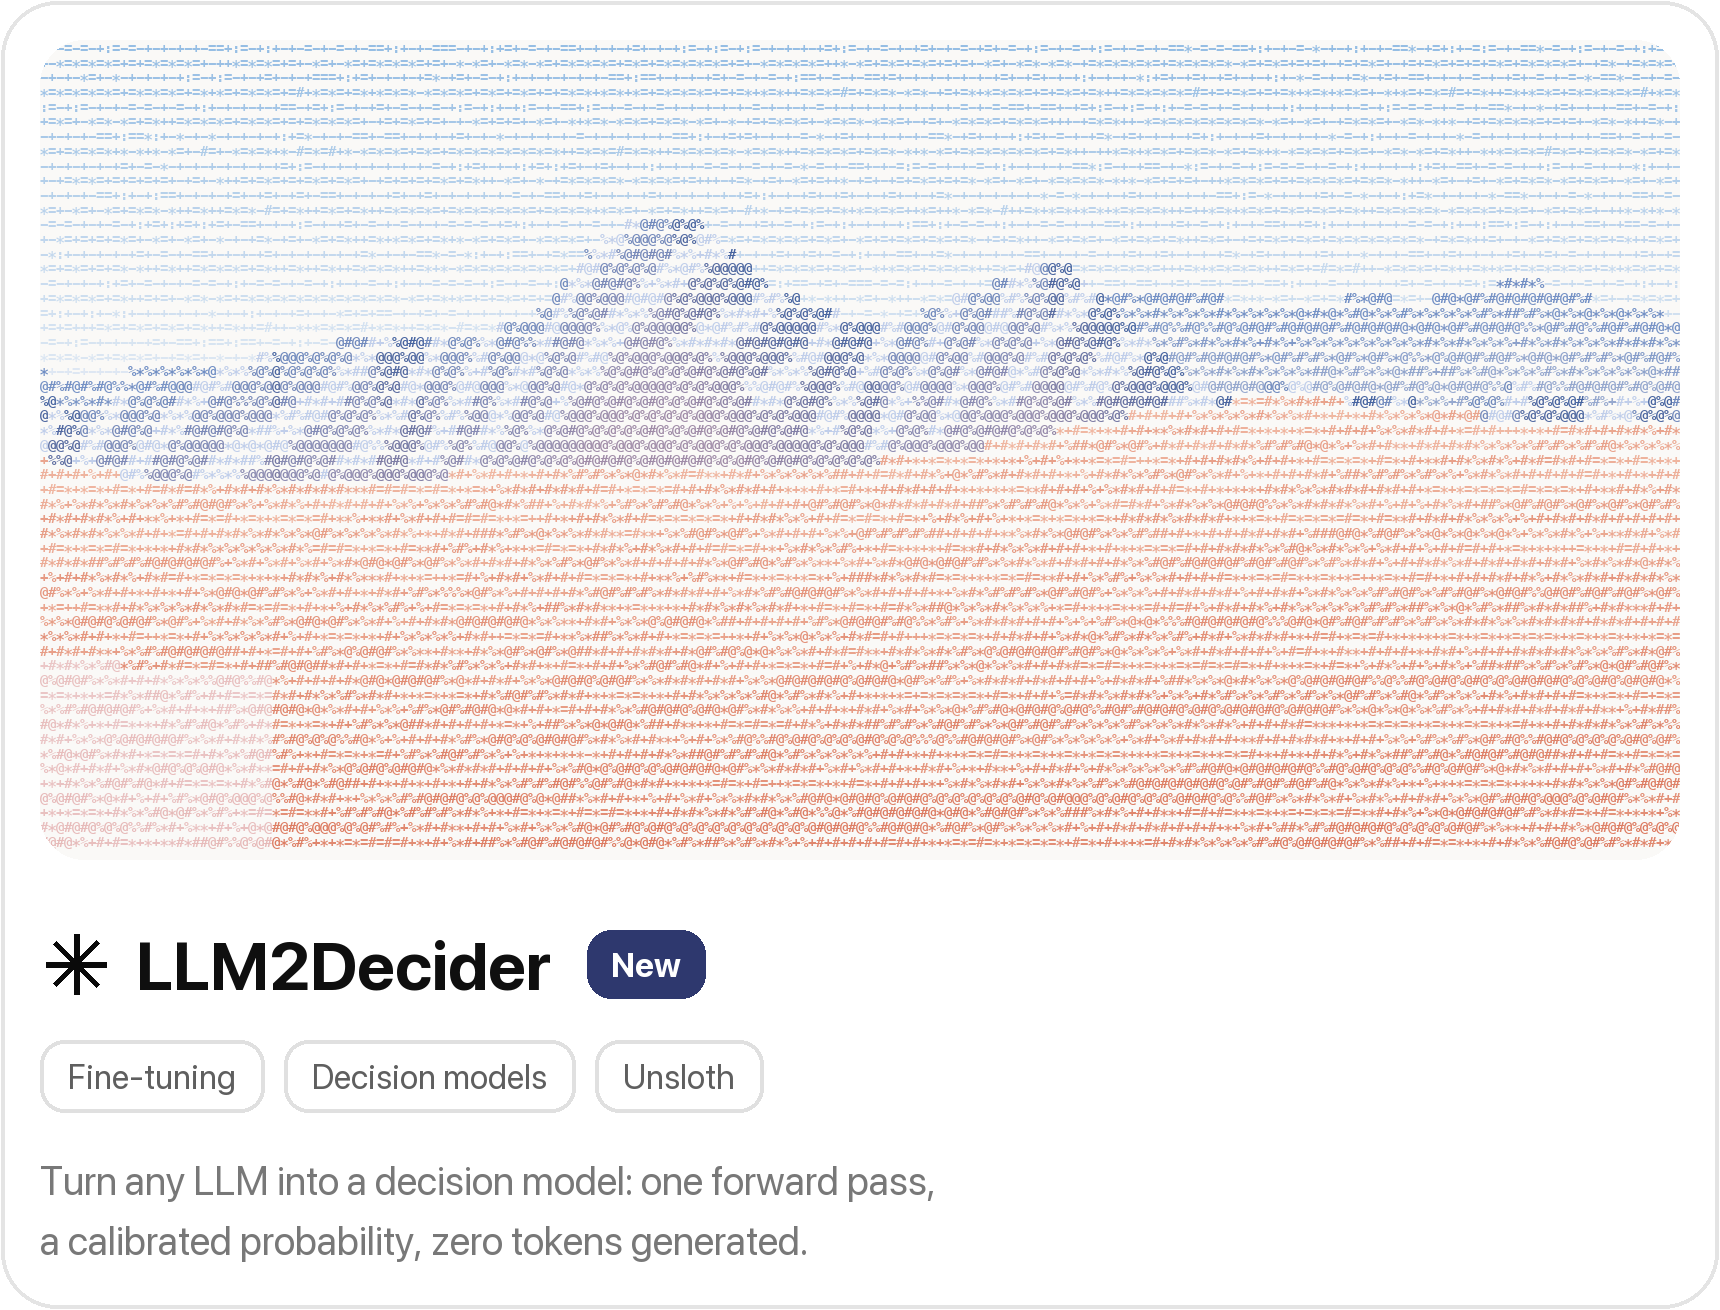 LLM2Decider
New
Fine-tuning
Decision models
Unsloth
Turn any LLM into a decision model: one forward pass,
a calibrated probability, zero tokens generated.